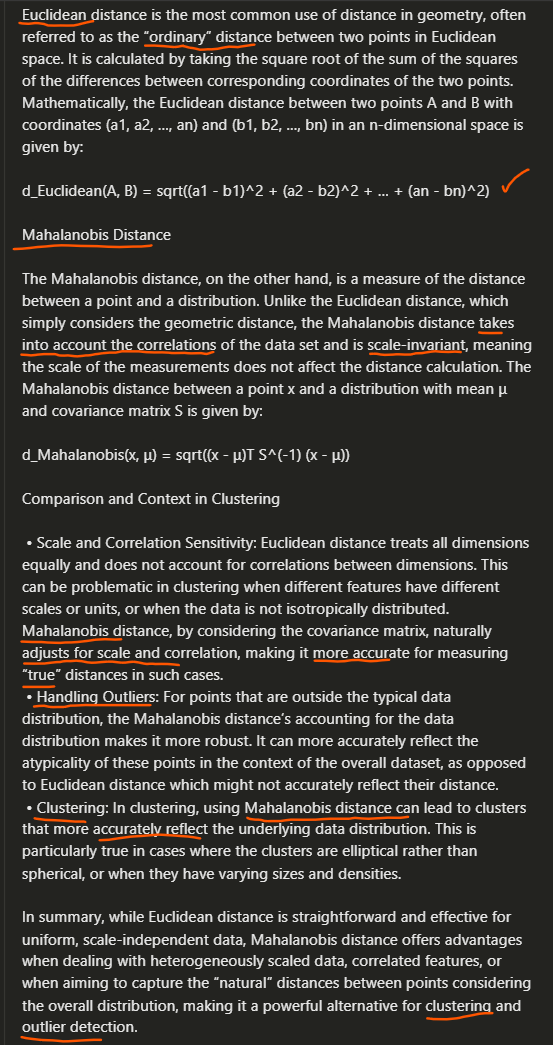 Euclidean distance is the most common use of distance in geometry, often
referred to as the “ordinary” distance between two points in Euclidean
space. It is calculated by taking the square root of the sum of the squares
of the differences between corresponding coordinates of the two points.
Mathematically, the Euclidean distance between two points A and B with
coordinates (a1, a2, ..., an) and (b1, b2, ..., bn) in an n-dimensional space is
given by:
d_Euclidean(A, B) = sqrt((a1 - b1)^2 + (a2 - b2)^2 + ... + (an - bn)^2)
Mahalanobis Distance
The Mahalanobis distance, on the other hand, is a measure of the distance
between a point and a distribution. Unlike the Euclidean distance, which
simply considers the geometric distance, the Mahalanobis distance takes
into account the correlations of the data set and is scale-invariant, meaning
the scale of the measurements does not affect the distance calculation. The
Mahalanobis distance between a point x and a distribution with mean μ
and covariance matrix S is given by:
d_Mahalanobis(x, μ) = sqrt((x - μ)T S^(-1) (x - μ))
Comparison and Context in Clustering
• Scale and Correlation Sensitivity: Euclidean distance treats all dimensions
equally and does not account for correlations between dimensions. This
can be problematic in clustering when different features have different
scales or units, or when the data is not isotropically distributed.
Mahalanobis distance, by considering the covariance matrix, naturally
adjusts for scale and correlation, making it more accurate for measuring
“true” distances in such cases.
• Handling Outliers: For points that are outside the typical data
distribution, the Mahalanobis distance’s accounting for the data
distribution makes it more robust. It can more accurately reflect the
atypicality of these points in the context of the overall dataset, as opposed
to Euclidean distance which might not accurately reflect their distance.
• Clustering: In clustering, using Mahalanobis distance can lead to clusters
that more accurately reflect the underlying data distribution. This is
particularly true in cases where the clusters are elliptical rather than
spherical, or when they have varying sizes and densities.
In summary, while Euclidean distance is straightforward and effective for
uniform, scale-independent data, Mahalanobis distance offers advantages
when dealing with heterogeneously scaled data, correlated features, or
when aiming to capture the “natural” distances between points considering
the overall distribution, making it a powerful alternative for clustering and
outlier detection.